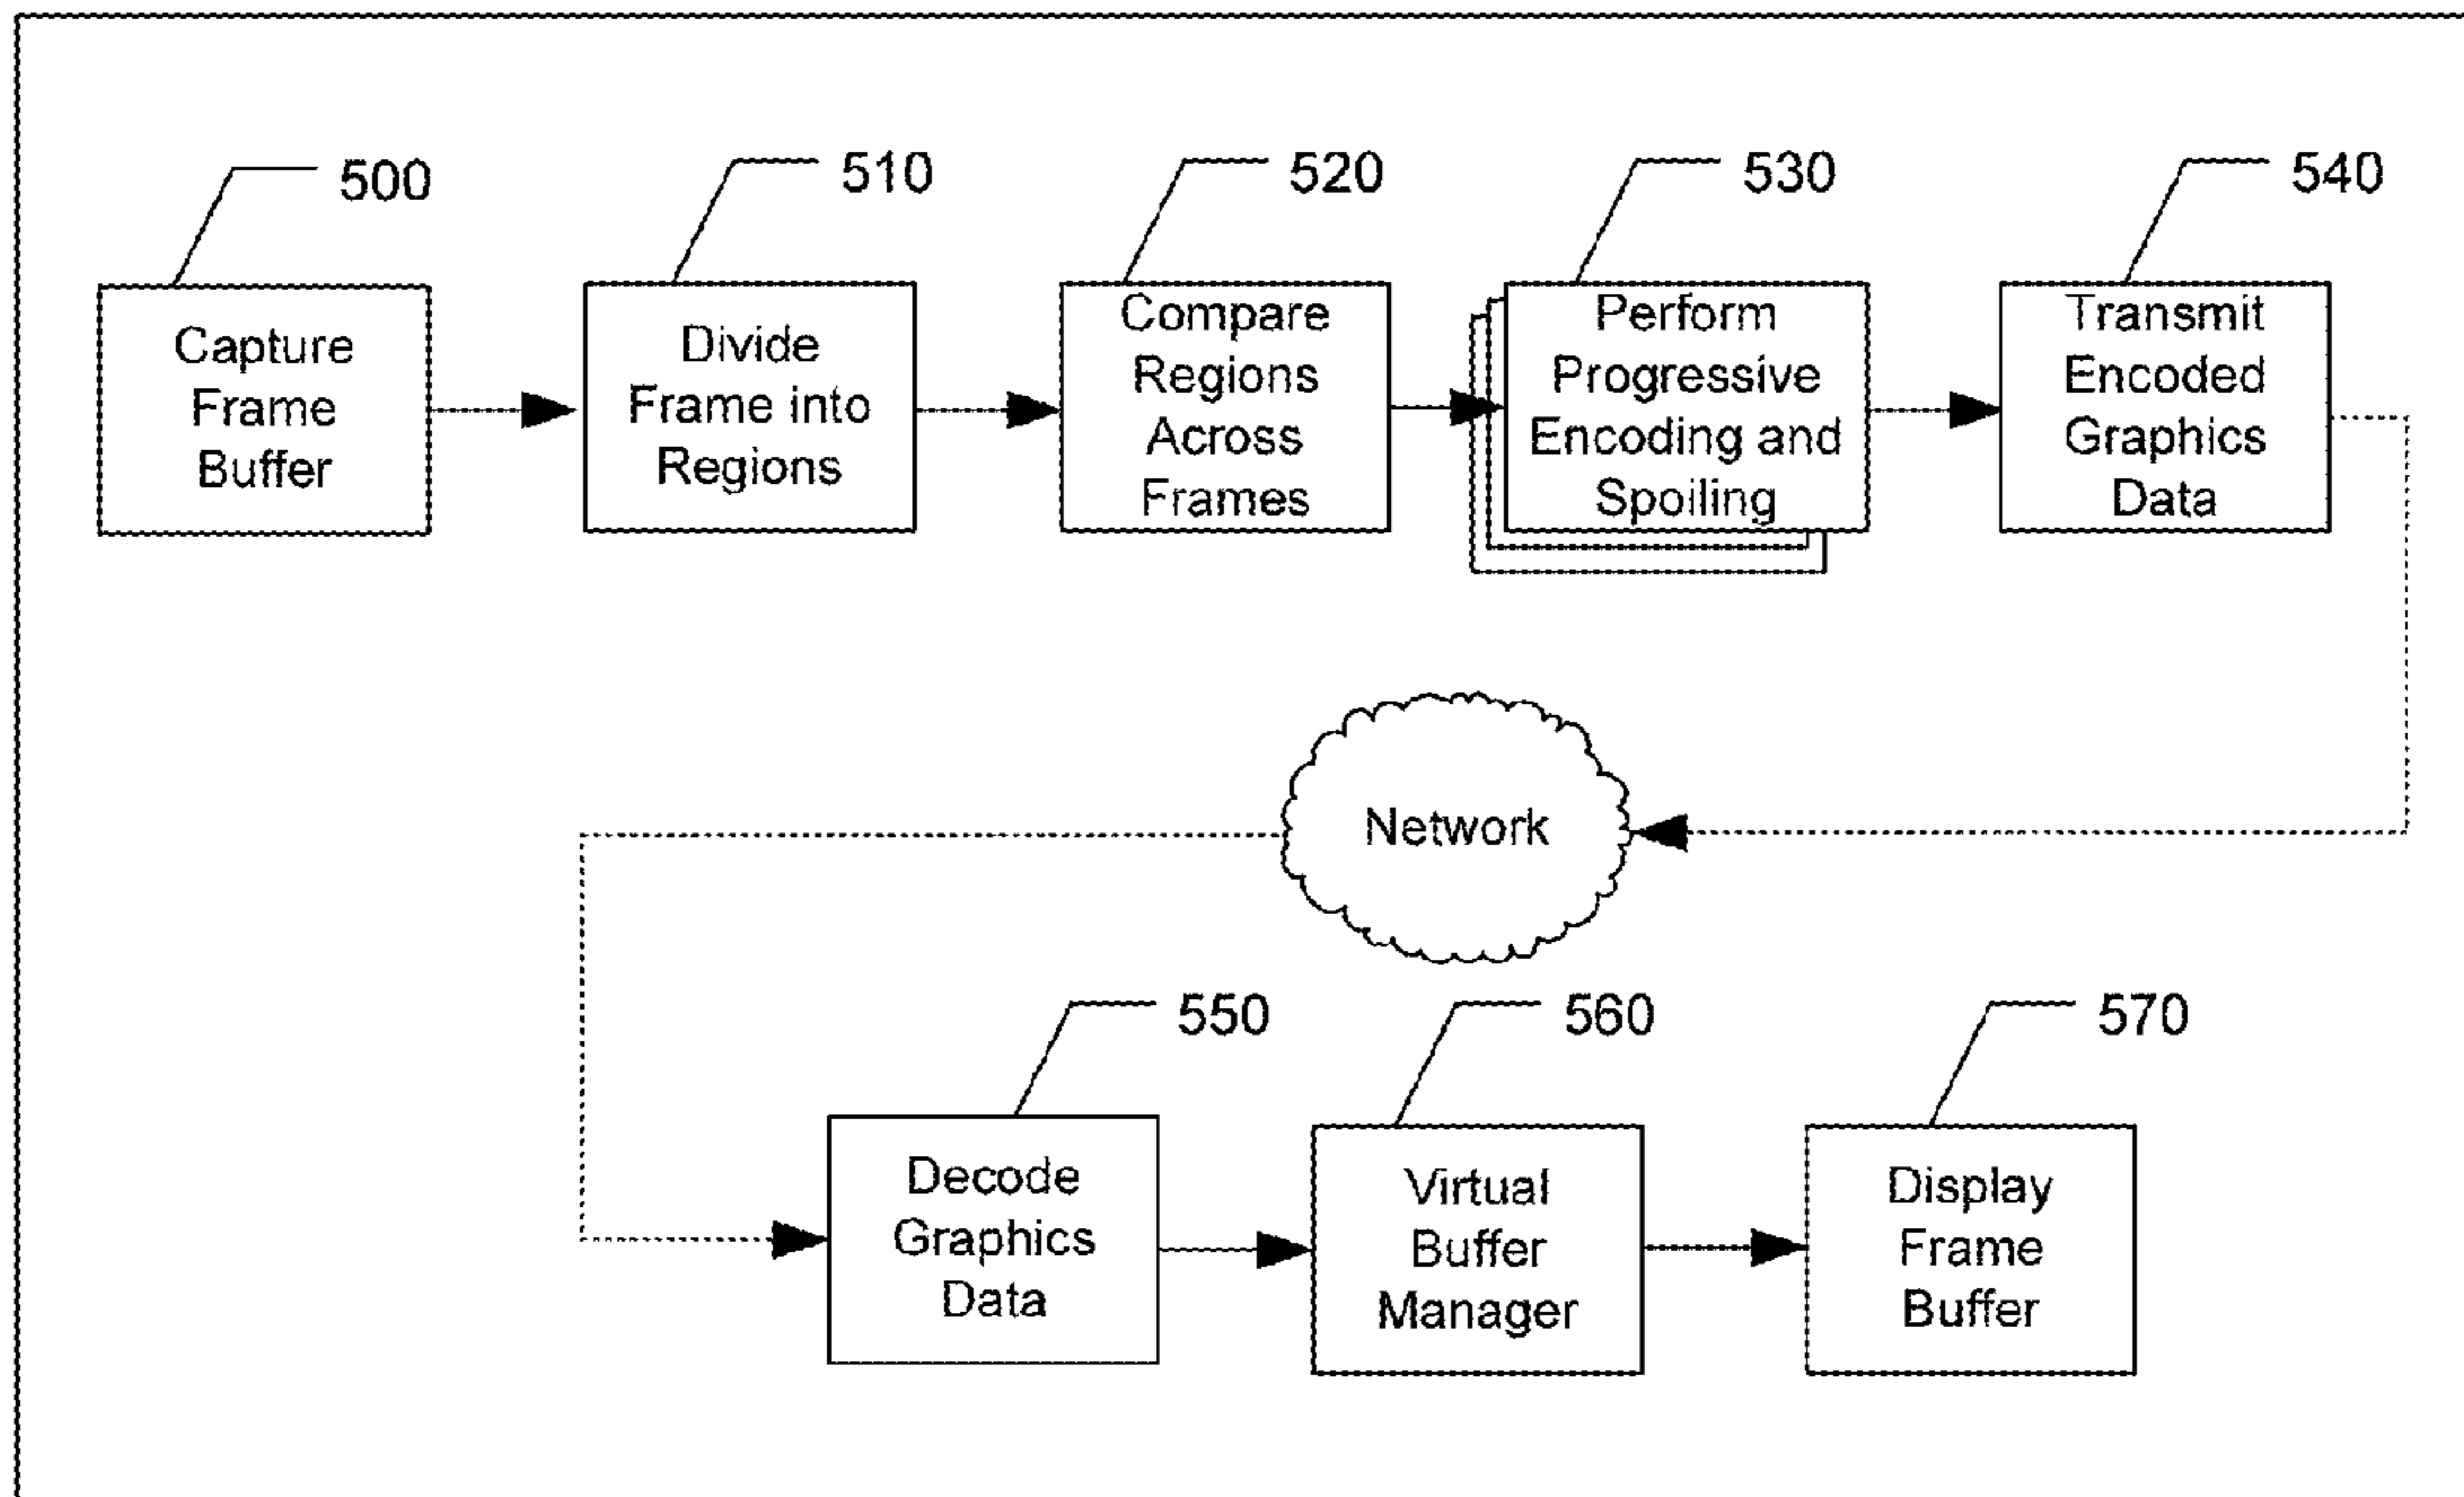 500
510
520
530
540
Capture
Frame
Buffer
Divide
Frame into
Regions
Compare
Regions
Across
Frames
Perform
Progressive
Encoding and
Spoiling
Transmit
Encoded
Graphics
Data
Network
550
560
570
Decode
Graphics
Data
Virtual
Buffer
Manager
Display
Frame
Buffer